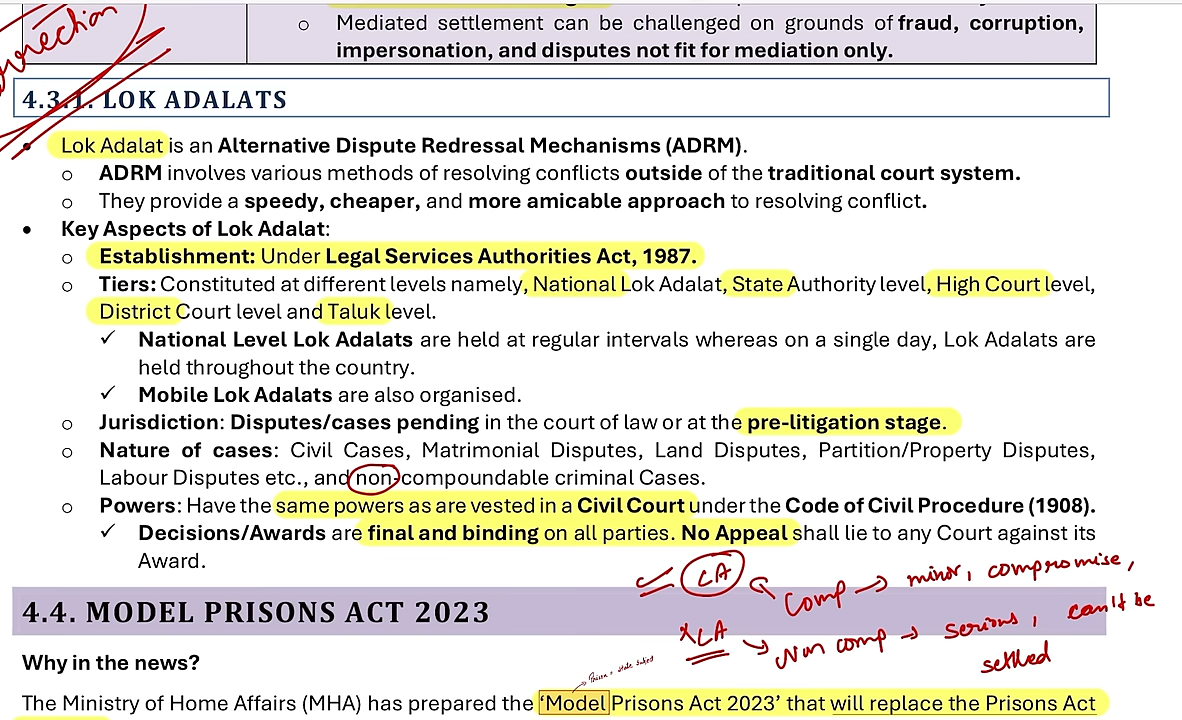 o Mediated settlement can be challenged on grounds of fraud, corruption,
impersonation, and disputes not fit for mediation only.
4.3.1. LOK ADALATS
• Lok Adalat is an Alternative Dispute Redressal Mechanisms (ADRM).
o ADRM involves various methods of resolving conflicts outside of the traditional court system.
o They provide a speedy, cheaper, and more amicable approach to resolving conflict.
• Key Aspects of Lok Adalat:
o Establishment: Under Legal Services Authorities Act, 1987.
o Tiers: Constituted at different levels namely, National Lok Adalat, State Authority level, High Court level,
District Court level and Taluk level.
✓ National Level Lok Adalats are held at regular intervals whereas on a single day, Lok Adalats are
held throughout the country.
✓ Mobile Lok Adalats are also organised.
o Jurisdiction: Disputes/cases pending in the court of law or at the pre-litigation stage.
o Nature of cases: Civil Cases, Matrimonial Disputes, Land Disputes, Partition/Property Disputes,
Labour Disputes etc., and non-compoundable criminal Cases.
o Powers: Have the same powers as are vested in a Civil Court under the Code of Civil Procedure (1908).
✓ Decisions/Awards are final and binding on all parties. No Appeal shall lie to any Court against its
Award.
LA Comp → minor, compromise,
4.4. MODEL PRISONS ACT 2023
XLA → Non comp → serious, can't be
settled
Why in the news?
Prison → State Subject
The Ministry of Home Affairs (MHA) has prepared the ‘Model Prisons Act 2023’ that will replace the Prisons Act